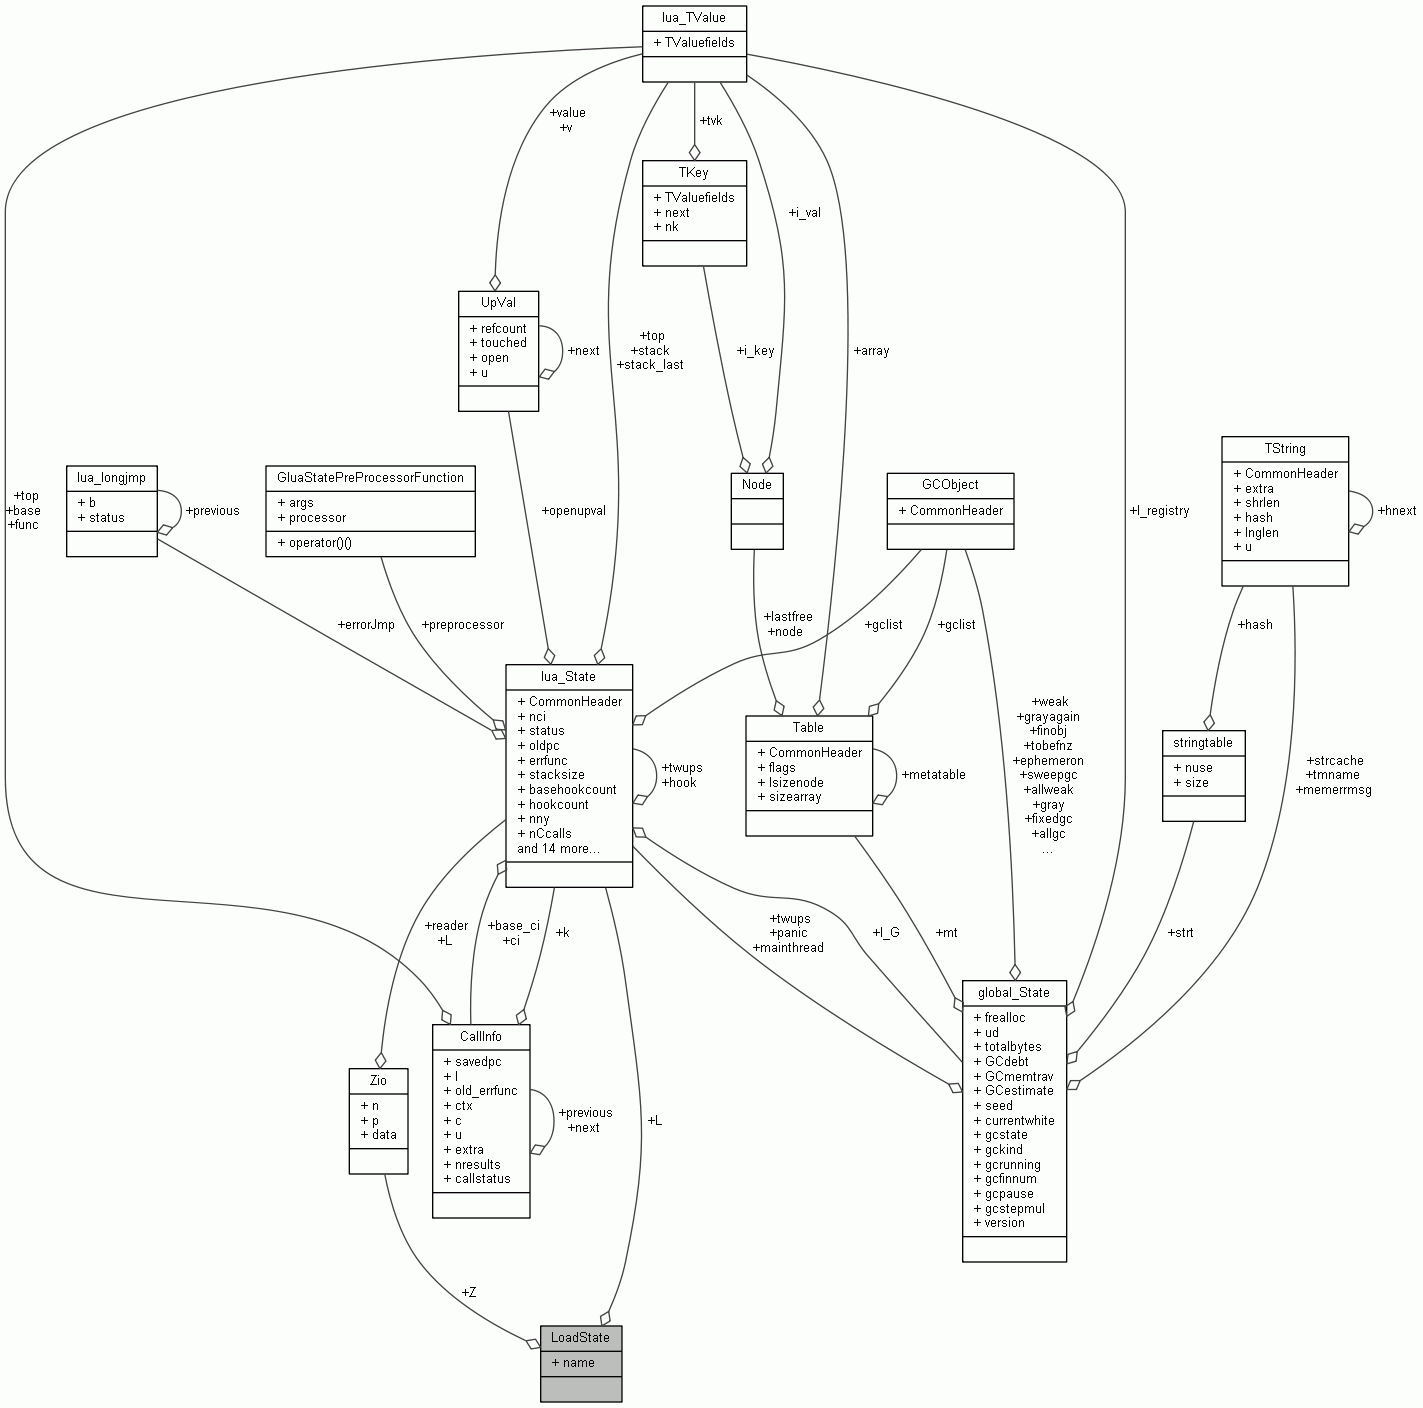 lua_TValue
+ TValuefields
+value
+v
+tvk
TKey
+ TValuefields
+ next
+ nk
+i_val
UpVal
+ refcount
+ touched
+ open
+ u
+next
+top
+stack
+stack_last
+i_key
+array
lua_longjmp
+ b
+ status
+previous
GluaStatePreProcessorFunction
+ args
+ processor
+ operator()()
+top
+base
+func
+openupval
Node
GCObject
+ CommonHeader
+l_registry
TString
+ CommonHeader
+ extra
+ shrlen
+ hash
+ lnglen
+ u
+hnext
+errorJmp
+preprocessor
+lastfree
+node
+gclist
+gclist
+hash
lua_State
+ CommonHeader
+ nci
+ status
+ oldpc
+ errfunc
+ stacksize
+ basehookcount
+ hookcount
+ nny
+ nCcalls
and 14 more...
+twups
+hook
Table
+ CommonHeader
+ flags
+ lsizenode
+ sizearray
+metatable
+weak
+grayagain
+finobj
+tobefnz
+ephemeron
+sweepgc
+allweak
+gray
+fixedgc
+allgc
...
stringtable
+ nuse
+ size
+strcache
+tmname
+memerrmsg
+reader
+L
+base_ci
+ci
+k
+twups
+panic
+mainthread
+l_G
+mt
+strt
global_State
+ frealloc
+ ud
+ totalbytes
+ GCdebt
+ GCmemtrav
+ GCestimate
+ seed
+ currentwhite
+ gcstate
+ gckind
+ gcrunning
+ gcfinnum
+ gcpause
+ gcstepmul
+ version
CallInfo
+ savedpc
+ l
+ old_errfunc
+ ctx
+ c
+ u
+ extra
+ nresults
+ callstatus
+previous
+next
Zio
+ n
+ p
+ data
+L
+Z
LoadState
+ name